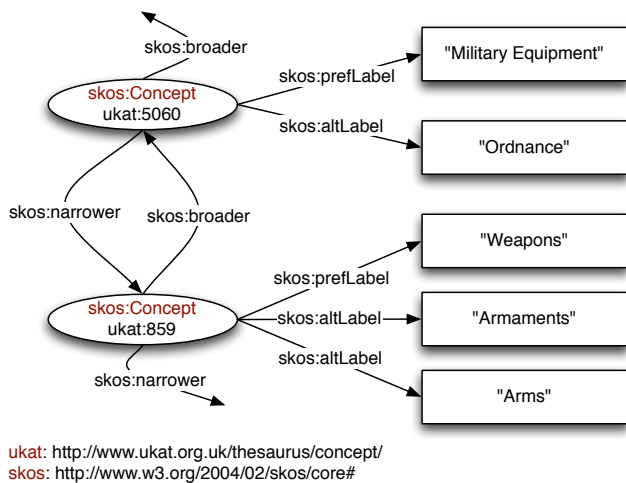 skos:broader
skos:Concept
ukat:5060
skos:prefLabel
"Military Equipment"
skos:altLabel
"Ordnance"
skos:narrower
skos:broader
skos:Concept
ukat:859
skos:prefLabel
"Weapons"
skos:altLabel
"Armaments"
skos:altLabel
"Arms"
skos:narrower
ukat: http://www.ukat.org.uk/thesaurus/concept/
skos: http://www.w3.org/2004/02/skos/core#